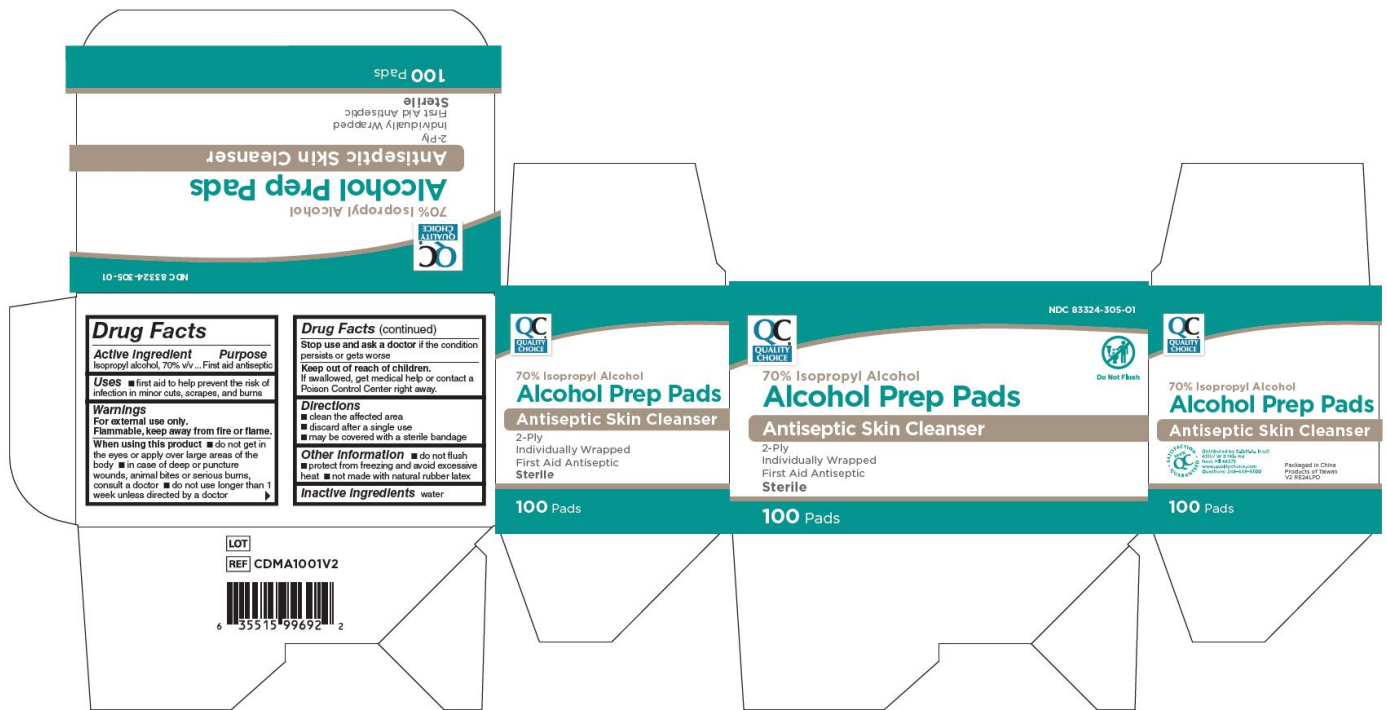 100 Pads
Sterile
First Aid Antiseptic
Individually Wrapped
2-Ply
Antiseptic Skin Cleanser
Alcohol Prep Pads
70% Isopropyl Alcohol
QC
QUALITY
CHOICE
NDC 83324-305-01
Drug Facts
Active ingredient Purpose
Isopropyl alcohol, 70% v/v ... First aid antiseptic
Uses ■ first aid to help prevent the risk of
infection in minor cuts, scrapes, and burns
Warnings
For external use only.
Flammable, keep away from fire or flame.
When using this product ■ do not get in
the eyes or apply over large areas of the
body ■ in case of deep or puncture
wounds, animal bites or serious burns,
consult a doctor ■ do not use longer than 1
week unless directed by a doctor
Drug Facts (continued)
Stop use and ask a doctor if the condition
persists or gets worse
Keep out of reach of children.
If swallowed, get medical help or contact a
Poison Control Center right away.
Directions
■ clean the affected area
■ discard after a single use
■ may be covered with a sterile bandage
Other information ■ do not flush
■ protect from freezing and avoid excessive
heat ■ not made with natural rubber latex
Inactive ingredients water
LOT
REF CDMA1001V2
6 35515 99692 2
QC
QUALITY
CHOICE
70% Isopropyl Alcohol
Alcohol Prep Pads
Antiseptic Skin Cleanser
2-Ply
Individually Wrapped
First Aid Antiseptic
Sterile
100 Pads
NDC 83324-305-01
QC
QUALITY
CHOICE
Do Not Flush
70% Isopropyl Alcohol
Alcohol Prep Pads
Antiseptic Skin Cleanser
2-Ply
Individually Wrapped
First Aid Antiseptic
Sterile
100 Pads
QC
QUALITY
CHOICE
70% Isopropyl Alcohol
Alcohol Prep Pads
Antiseptic Skin Cleanser
SATISFACTION
100%
QC
GUARANTEED
Distributed by
www.qualitychoice.com
Packaged in China
Products of Taiwan
V2 RE24LPD
100 Pads